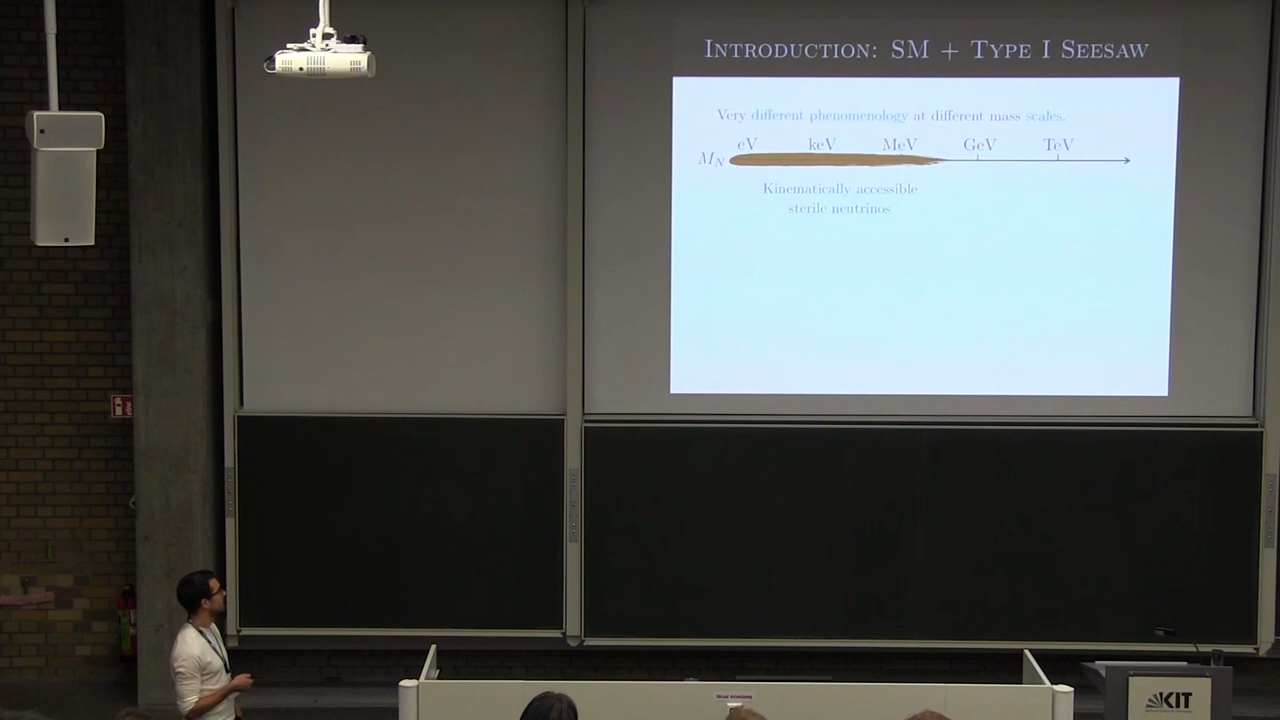 INTRODUCTION: SM + TYPE I SEESAW
Very different phenomenology at different mass scales.
eV keV MeV GeV TeV
M_N
Kinematically accessible
sterile neutrinos
KIT